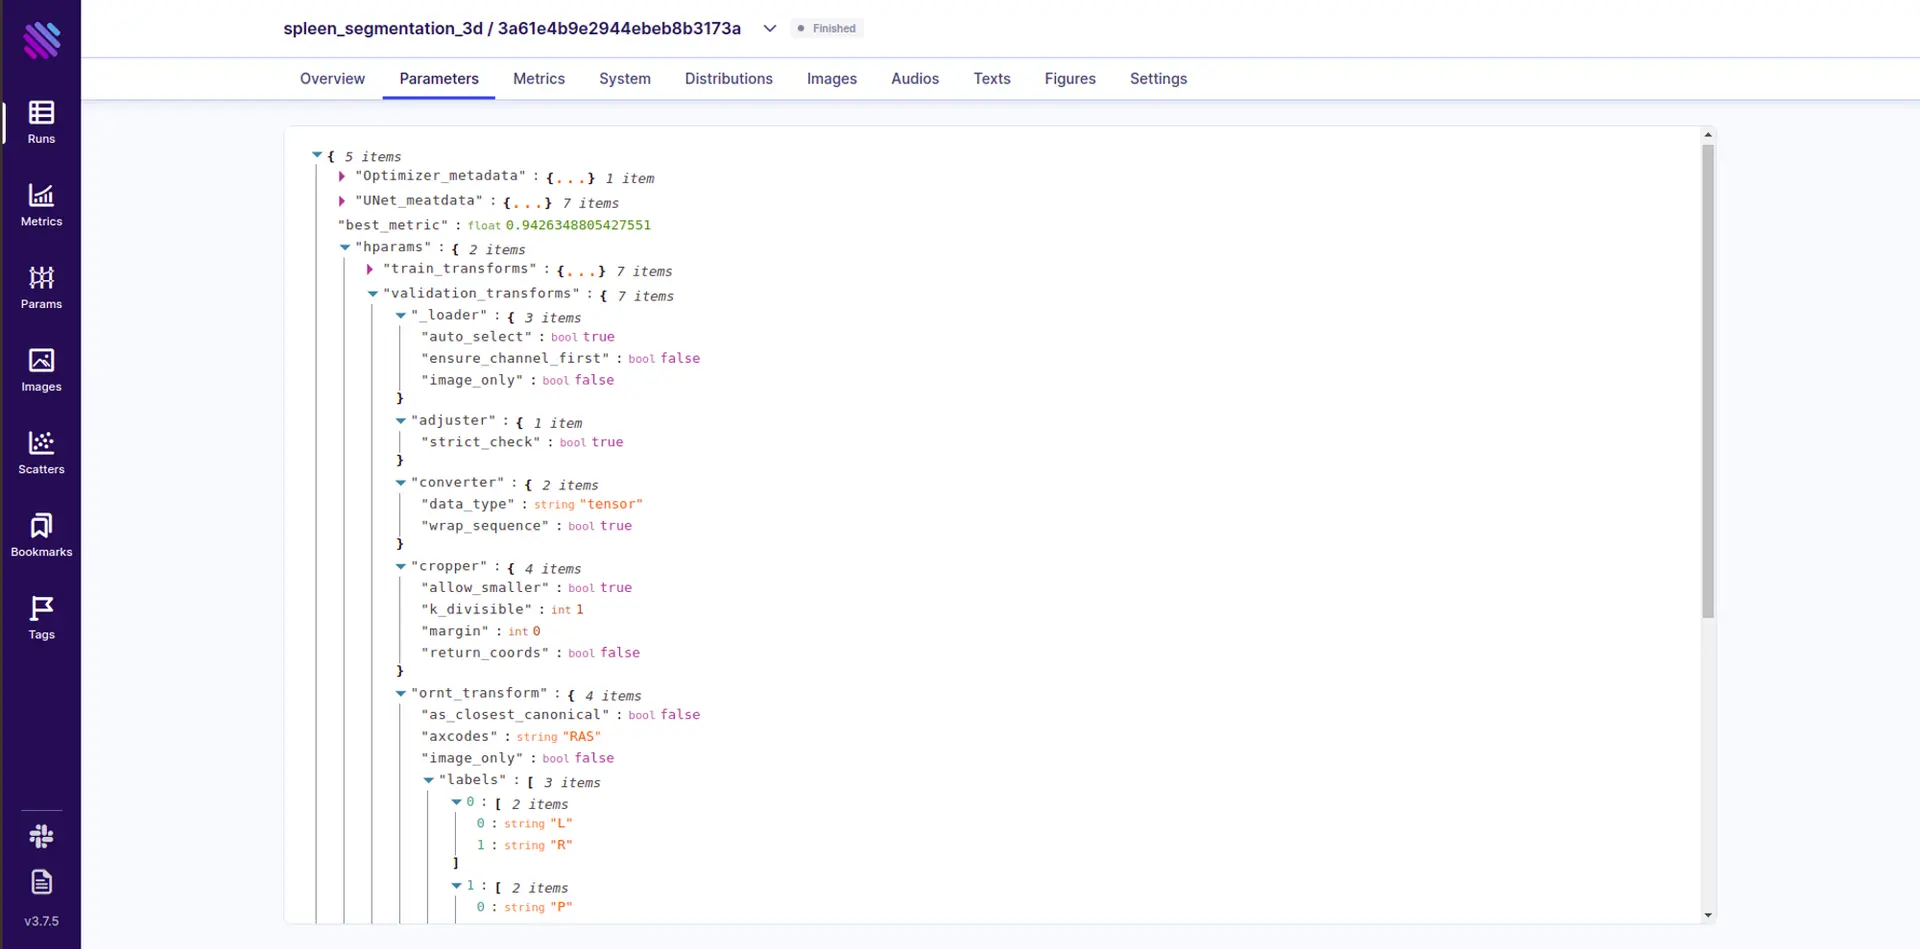 spleen_segmentation_3d / 3a61e4b9e2944ebeb8b3173a
Finished
Overview Parameters Metrics System Distributions Images Audios Texts Figures Settings
Runs
Metrics
Params
Images
Scatters
Bookmarks
Tags
v3.7.5
{ 5 items
"Optimizer_metadata" : {...} 1 item
"UNet_meatdata" : {...} 7 items
"best_metric" : float 0.9426348805427551
"hparams" : { 2 items
"train_transforms" : {...} 7 items
"validation_transforms" : { 7 items
"_loader" : { 3 items
"auto_select" : bool true
"ensure_channel_first" : bool false
"image_only" : bool false
}
"adjuster" : { 1 item
"strict_check" : bool true
}
"converter" : { 2 items
"data_type" : string "tensor"
"wrap_sequence" : bool true
}
"cropper" : { 4 items
"allow_smaller" : bool true
"k_divisible" : int 1
"margin" : int 0
"return_coords" : bool false
}
"ornt_transform" : { 4 items
"as_closest_canonical" : bool false
"axcodes" : string "RAS"
"image_only" : bool false
"labels" : [ 3 items
0 : [ 2 items
0 : string "L"
1 : string "R"
]
1 : [ 2 items
0 : string "P"